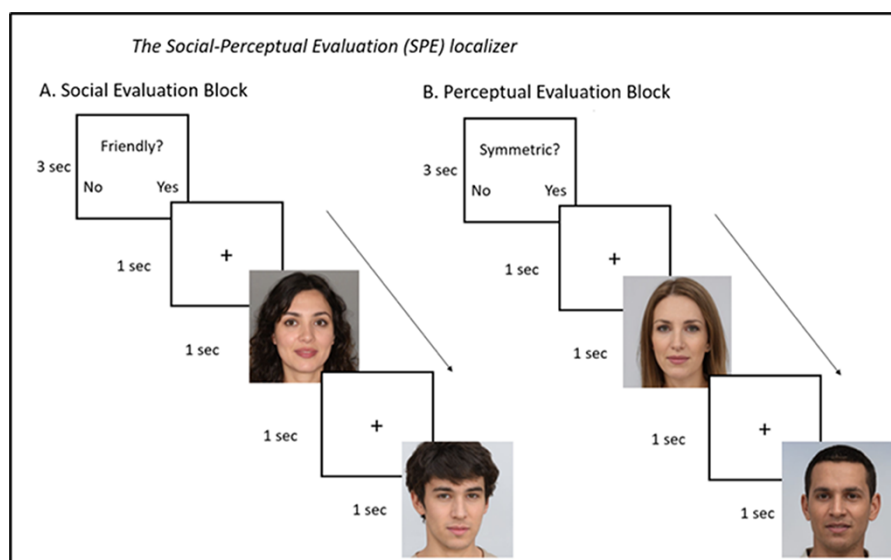 The Social-Perceptual Evaluation (SPE) localizer
A. Social Evaluation Block
Friendly?
3 sec
No Yes
+
1 sec
1 sec
+
1 sec
1 sec
B. Perceptual Evaluation Block
Symmetric?
3 sec
No Yes
+
1 sec
1 sec
+
1 sec
1 sec